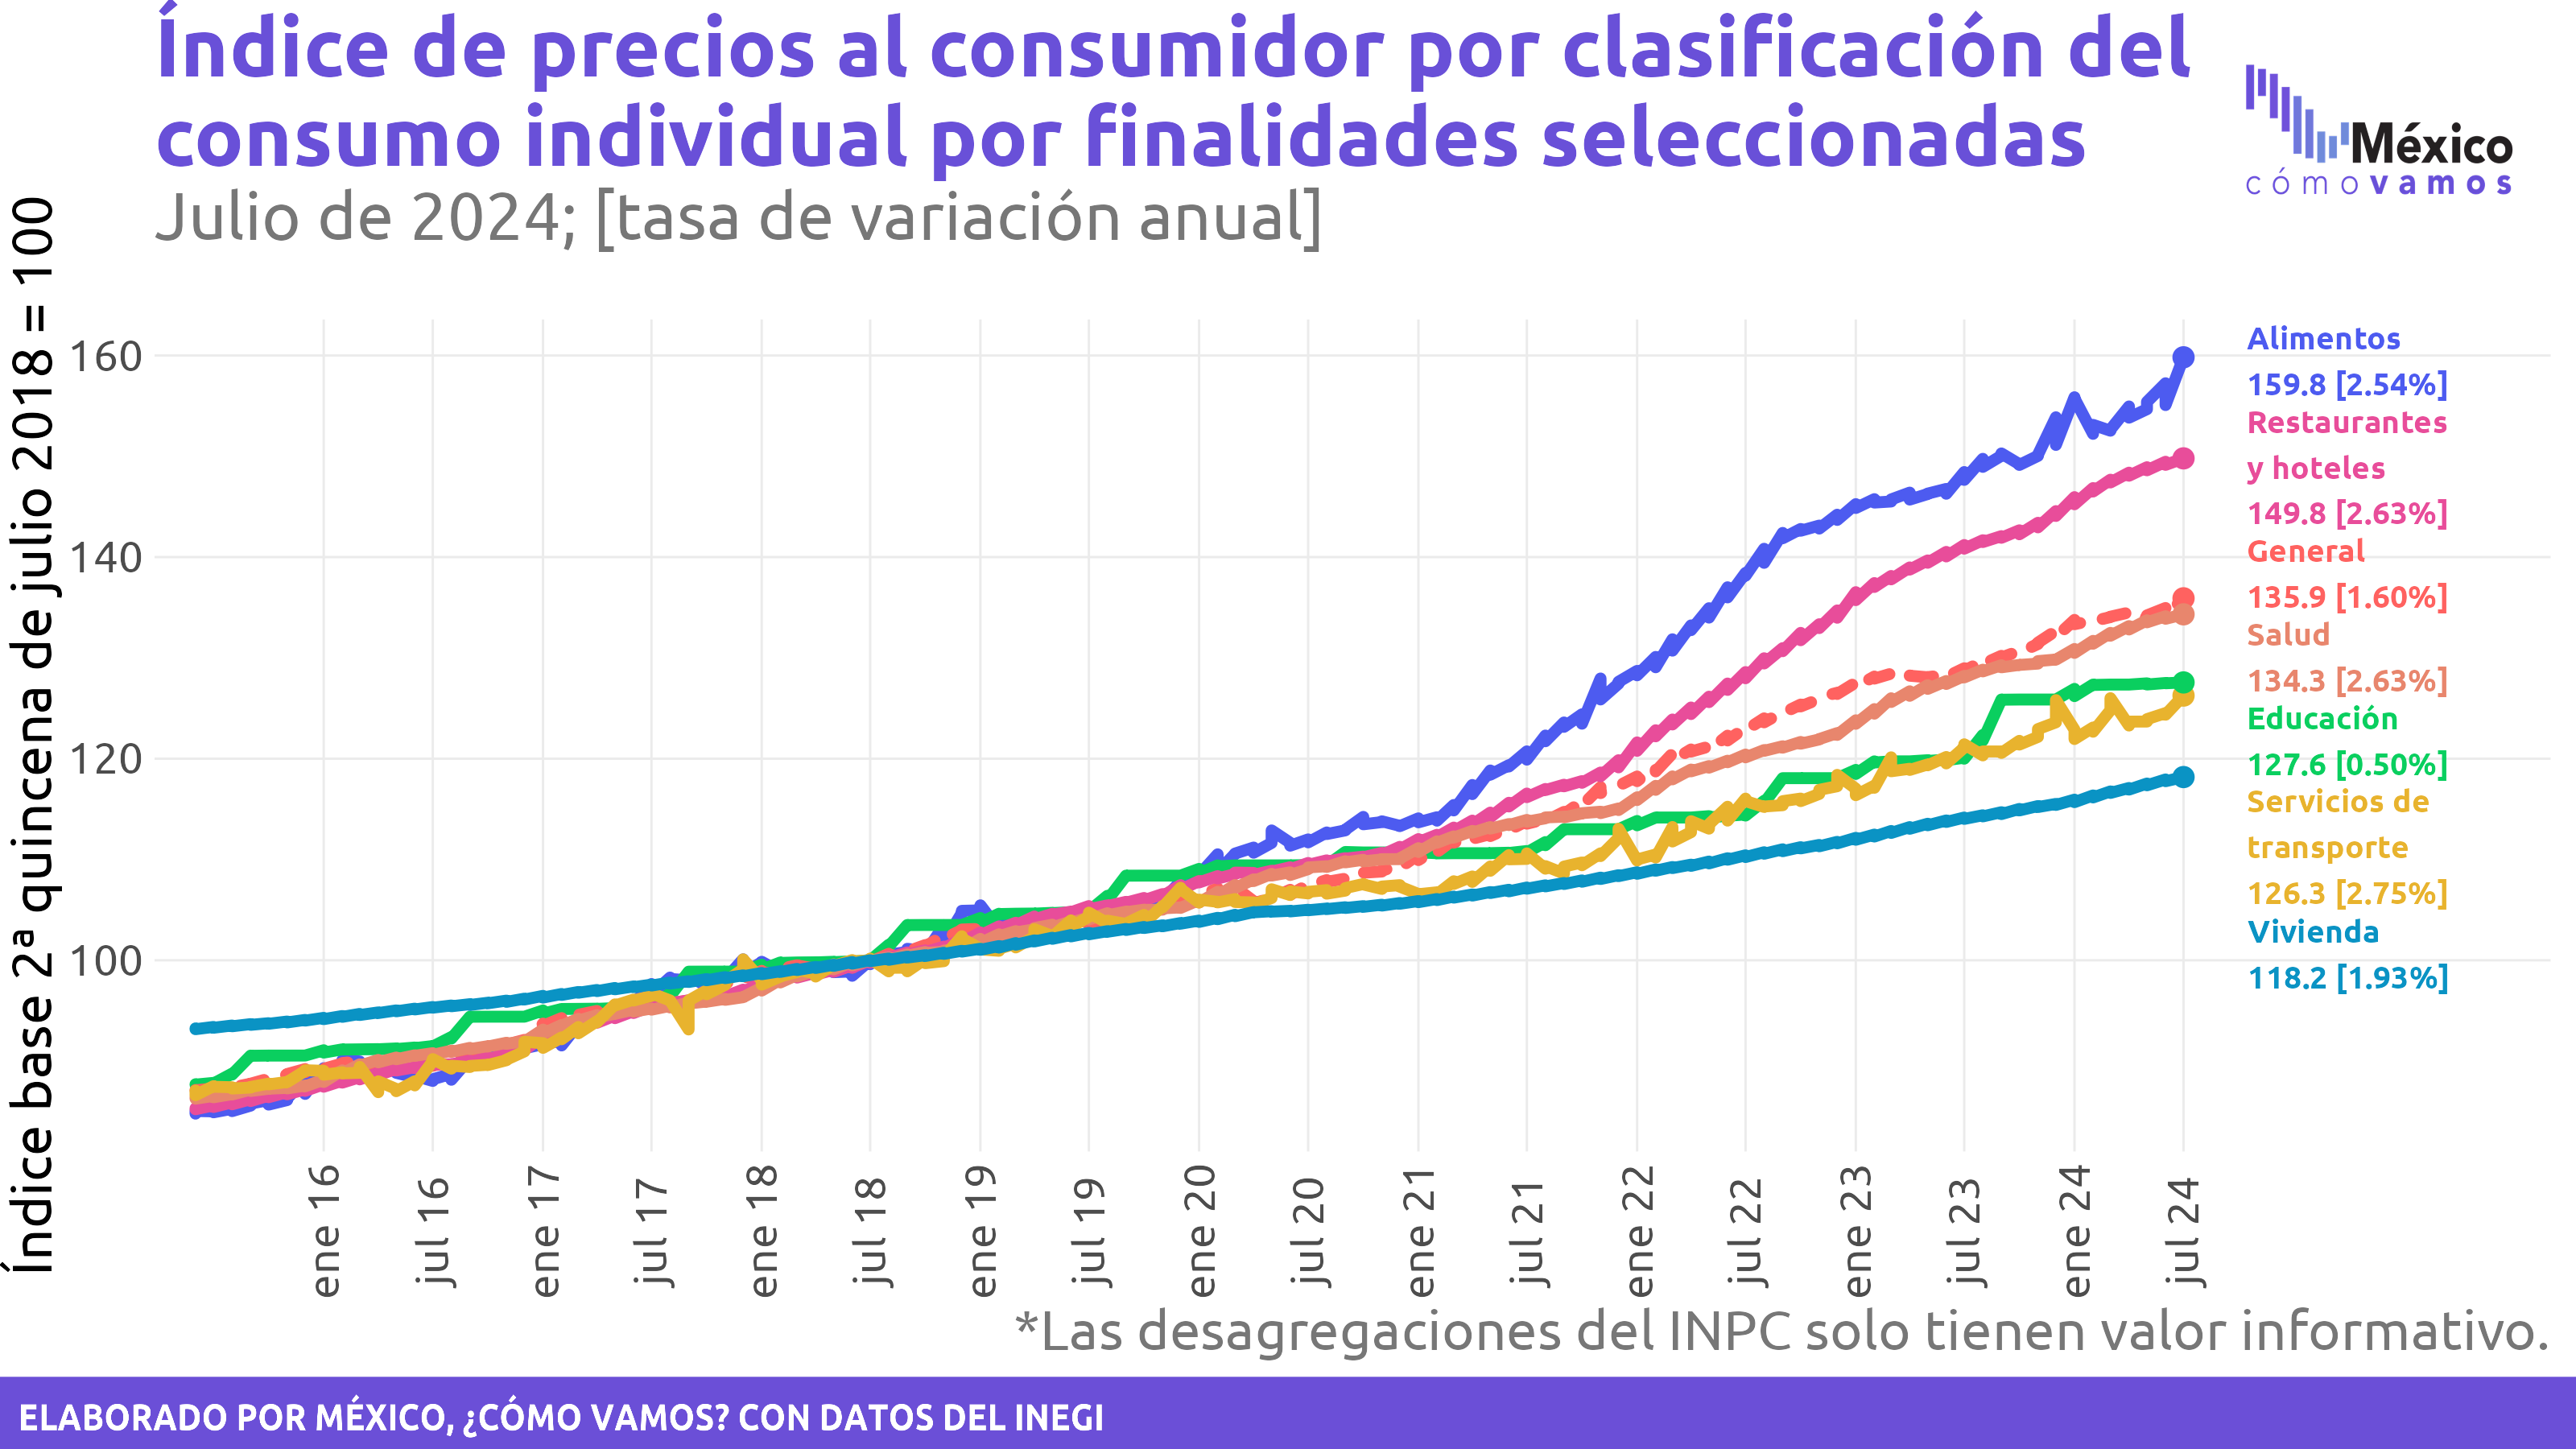 Índice de precios al consumidor por clasificación del
consumo individual por finalidades seleccionadas
Julio de 2024; [tasa de variación anual]
México
cómo vamos
Índice base 2ª quincena de julio 2018 = 100
160
140
120
100
Alimentos
159.8 [2.54%]
Restaurantes
y hoteles
149.8 [2.63%]
General
135.9 [1.60%]
Salud
134.3 [2.63%]
Educación
127.6 [0.50%]
Servicios de
transporte
126.3 [2.75%]
Vivienda
118.2 [1.93%]
ene 16
jul 16
ene 17
jul 17
ene 18
jul 18
ene 19
jul 19
ene 20
jul 20
ene 21
jul 21
ene 22
jul 22
ene 23
jul 23
ene 24
jul 24
*Las desagregaciones del INPC solo tienen valor informativo.
ELABORADO POR MÉXICO, ¿CÓMO VAMOS? CON DATOS DEL INEGI